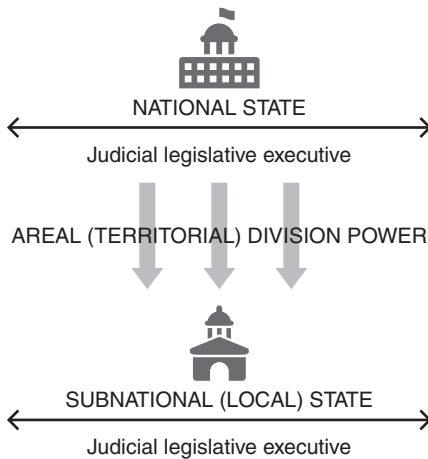 NATIONAL STATE
Judicial legislative executive
AREAL (TERRITORIAL) DIVISION POWER
SUBNATIONAL (LOCAL) STATE
Judicial legislative executive